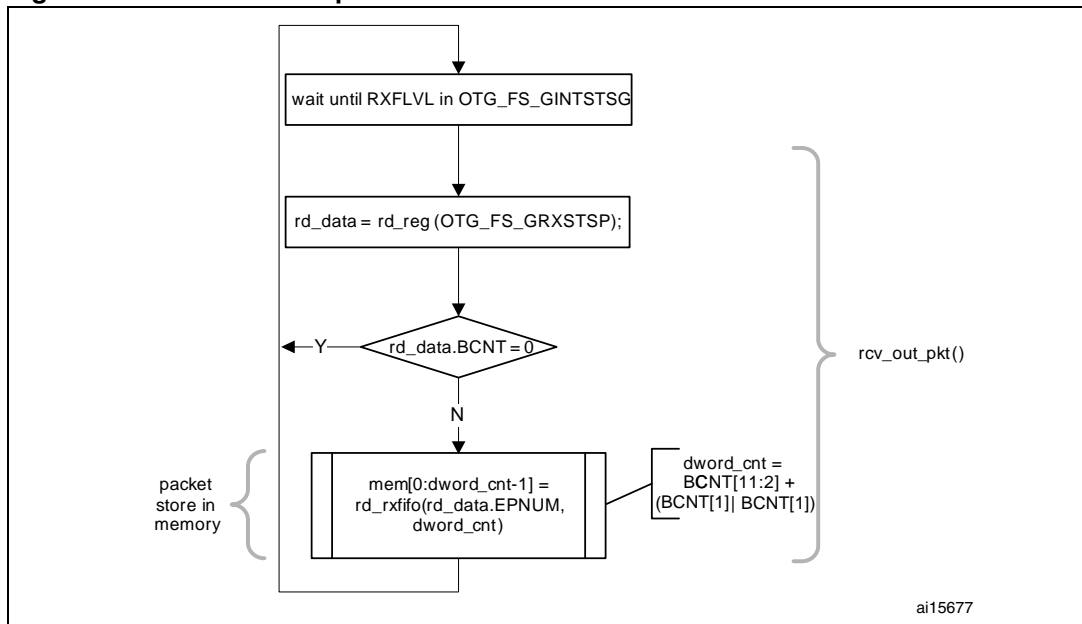 wait until RXFLVL in OTG_FS_GINTSTSG
rd_data = rd_reg (OTG_FS_GRXSTSP);
rd_data.BCNT = 0
Y
N
rcv_out_pkt()
packet
store in
memory
mem[0:dword_cnt-1] =
rd_rxfifo(rd_data.EPNUM,
dword_cnt)
dword_cnt =
BCNT[11:2] +
(BCNT[1]| BCNT[1])
ai15677